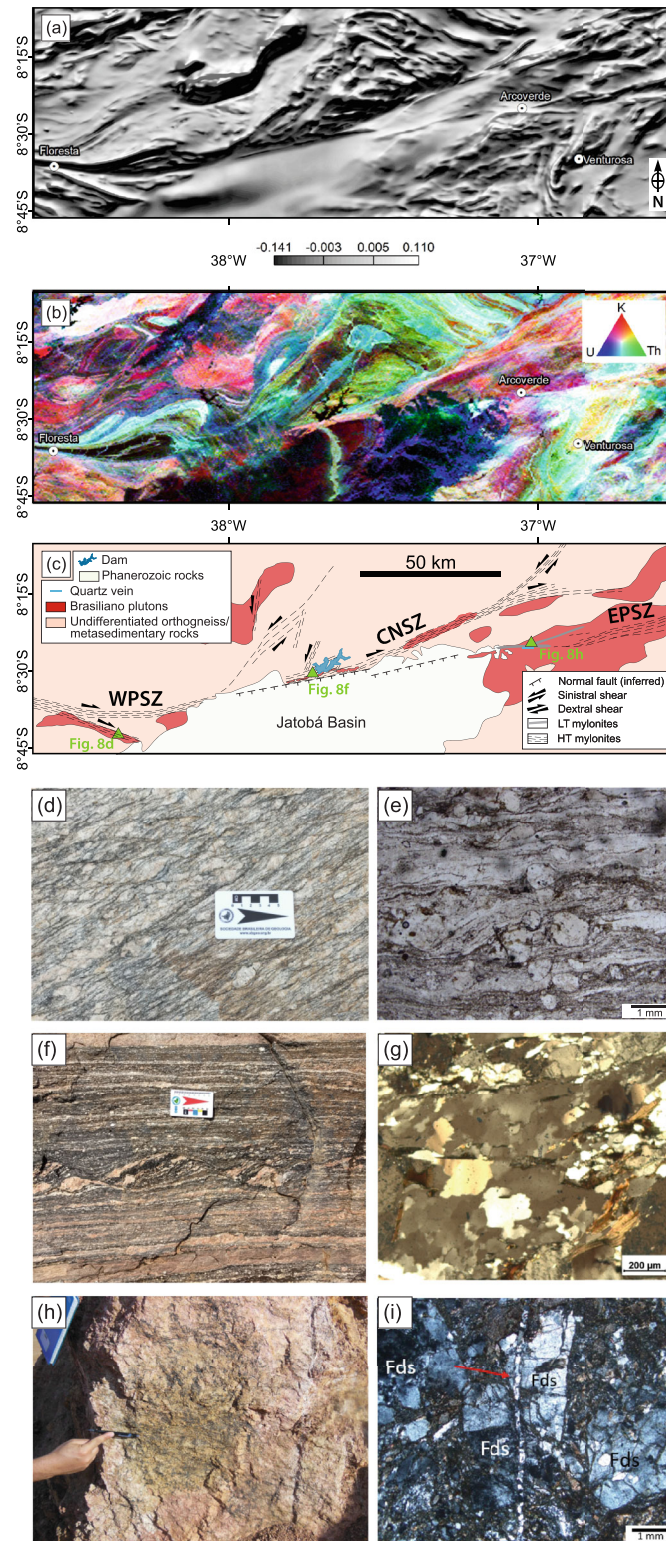 (a)
8°15'S
8°30'S
8°45'S
Arcoverde
Floresta
Venturosa
N
-0.141 -0.003 0.005 0.110
38°W 37°W
(b)
K
U Th
8°15'S
8°30'S
8°45'S
Arcoverde
Floresta
Venturosa
38°W 37°W
(c)
Dam
Phanerozoic rocks
Quartz vein
Brasiliano plutons
Undifferentiated orthogneiss/
metasedimentary rocks
50 km
8°15'S
8°30'S
8°45'S
CNSZ
EPSZ
WPSZ
Fig. 8h
Fig. 8f
Fig. 8d
Jatobá Basin
Normal fault (inferred)
Sinistral shear
Dextral shear
LT mylonites
HT mylonites
(d)
SOCIEDADE BRASILEIRA DE GEOLOGIA
(e)
1 mm
(f)
(g)
200 µm
(h)
(i)
Fds
Fds
Fds
Fds
1 mm